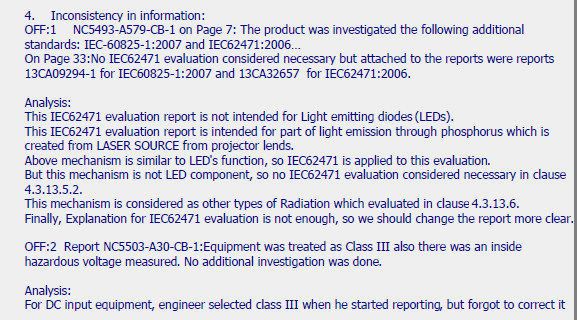 4. Inconsistency in information:
OFF:1 NC5493-A579-CB-1 on Page 7: The product was investigated the following additional
standards: IEC-60825-1:2007 and IEC62471:2006...
On Page 33:No IEC62471 evaluation considered necessary but attached to the reports were reports
13CA09294-1 for IEC60825-1:2007 and 13CA32657 for IEC62471:2006.
Analysis:
This IEC62471 evaluation report is not intended for Light emitting diodes (LEDs).
This IEC62471 evaluation report is intended for part of light emission through phosphorus which is
created from LASER SOURCE from projector lends.
Above mechanism is similar to LED's function, so IEC62471 is applied to this evaluation.
But this mechanism is not LED component, so no IEC62471 evaluation considered necessary in clause
4.3.13.5.2.
This mechanism is considered as other types of Radiation which evaluated in clause 4.3.13.6.
Finally, Explanation for IEC62471 evaluation is not enough, so we should change the report more clear.
OFF:2 Report NC5503-A30-CB-1:Equipment was treated as Class III also there was an inside
hazardous voltage measured. No additional investigation was done.
Analysis:
For DC input equipment, engineer selected class III when he started reporting, but forgot to correct it